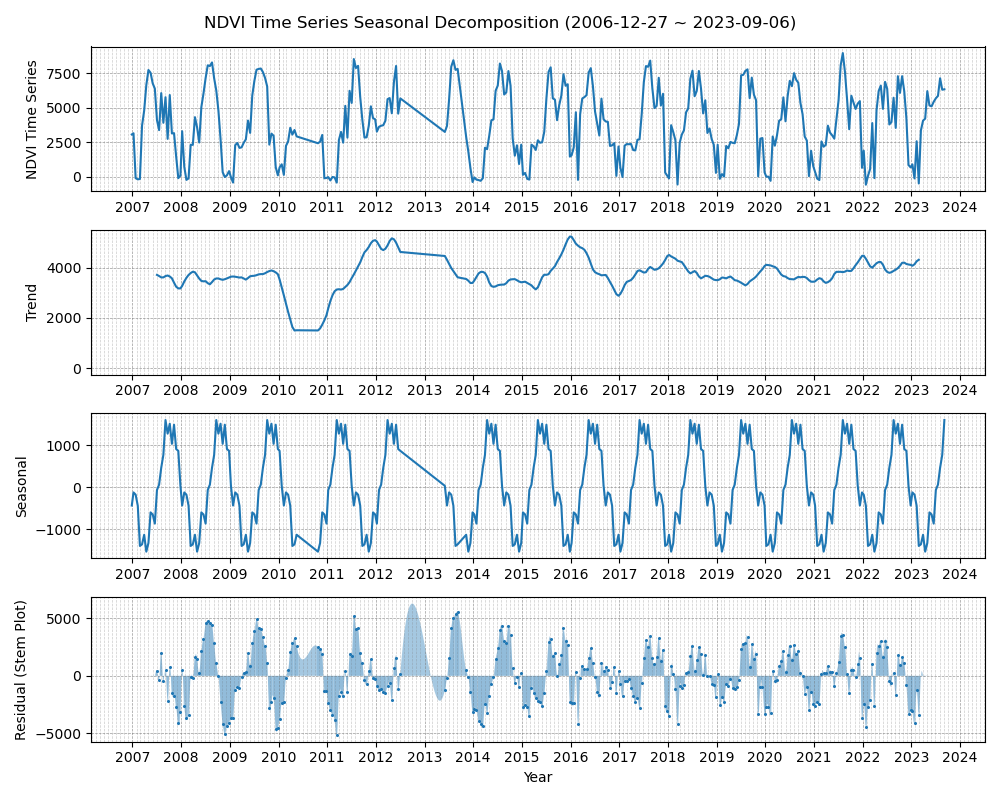 NDVI Time Series Seasonal Decomposition (2006-12-27 ~ 2023-09-06)
NDVI Time Series
7500
5000
2500
0
2007 2008 2009 2010 2011 2012 2013 2014 2015 2016 2017 2018 2019 2020 2021 2022 2023 2024
Trend
4000
2000
0
2007 2008 2009 2010 2011 2012 2013 2014 2015 2016 2017 2018 2019 2020 2021 2022 2023 2024
Seasonal
1000
0
−1000
2007 2008 2009 2010 2011 2012 2013 2014 2015 2016 2017 2018 2019 2020 2021 2022 2023 2024
Residual (Stem Plot)
5000
0
−5000
2007 2008 2009 2010 2011 2012 2013 2014 2015 2016 2017 2018 2019 2020 2021 2022 2023 2024
Year